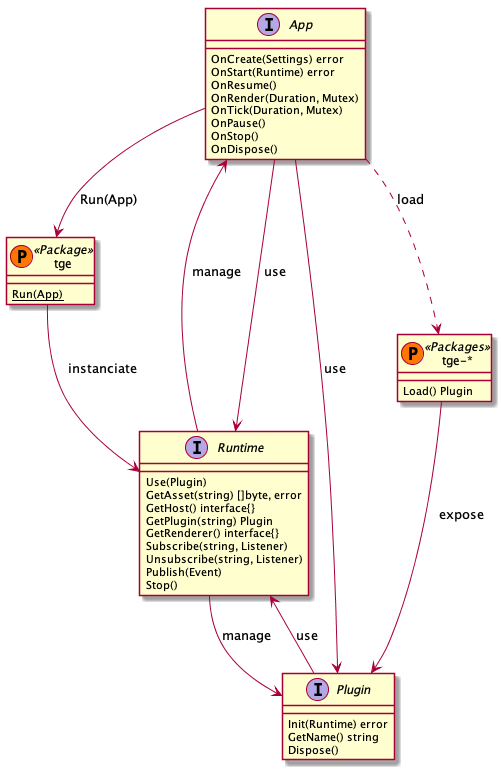 I App
OnCreate(Settings) error
OnStart(Runtime) error
OnResume()
OnRender(Duration, Mutex)
OnTick(Duration, Mutex)
OnPause()
OnStop()
OnDispose()
Run(App)
load
P «Package»
tge
Run(App)
manage
use
instanciate
use
P «Packages»
tge-*
Load() Plugin
I Runtime
Use(Plugin)
GetAsset(string) []byte, error
GetHost() interface{}
GetPlugin(string) Plugin
GetRenderer() interface{}
Subscribe(string, Listener)
Unsubscribe(string, Listener)
Publish(Event)
Stop()
expose
manage
use
I Plugin
Init(Runtime) error
GetName() string
Dispose()